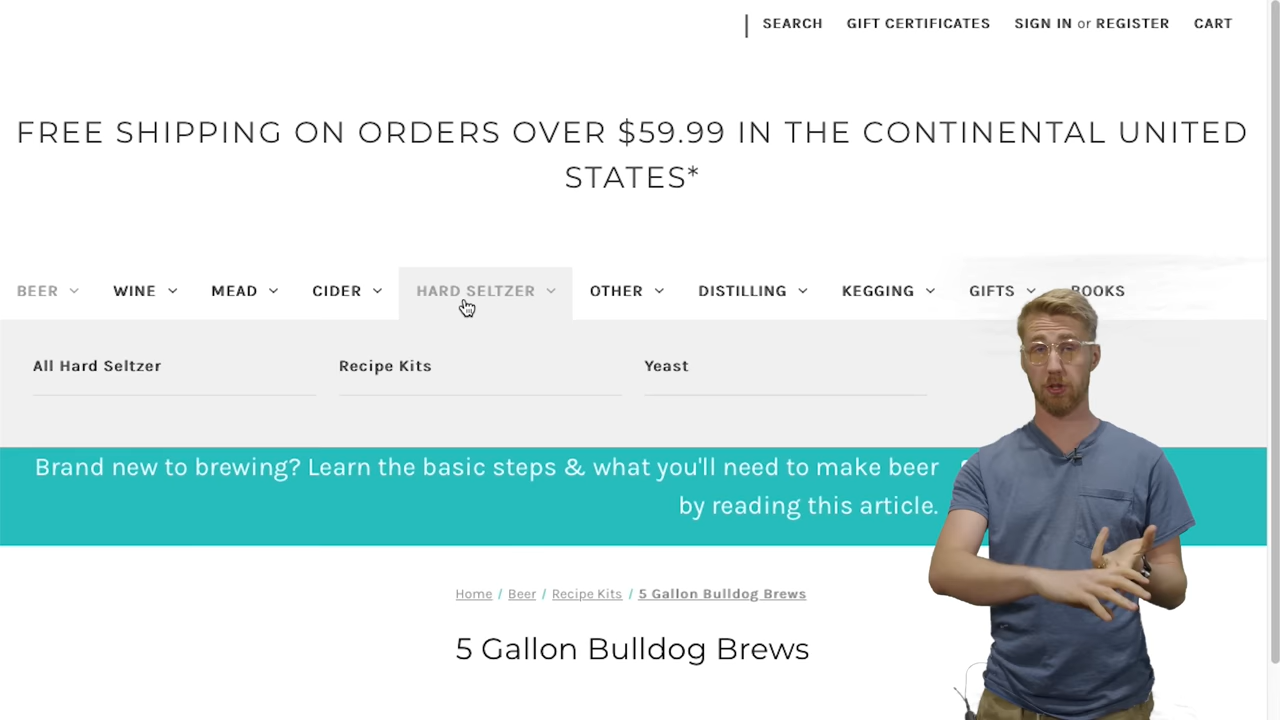 SEARCH GIFT CERTIFICATES SIGN IN or REGISTER CART
FREE SHIPPING ON ORDERS OVER $59.99 IN THE CONTINENTAL UNITED
STATES*
BEER WINE MEAD CIDER HARD SELTZER OTHER DISTILLING KEGGING GIFTS BOOKS
All Hard Seltzer Recipe Kits Yeast
Brand new to brewing? Learn the basic steps & what you'll need to make beer
by reading this article.
Home / Beer / Recipe Kits / 5 Gallon Bulldog Brews
5 Gallon Bulldog Brews